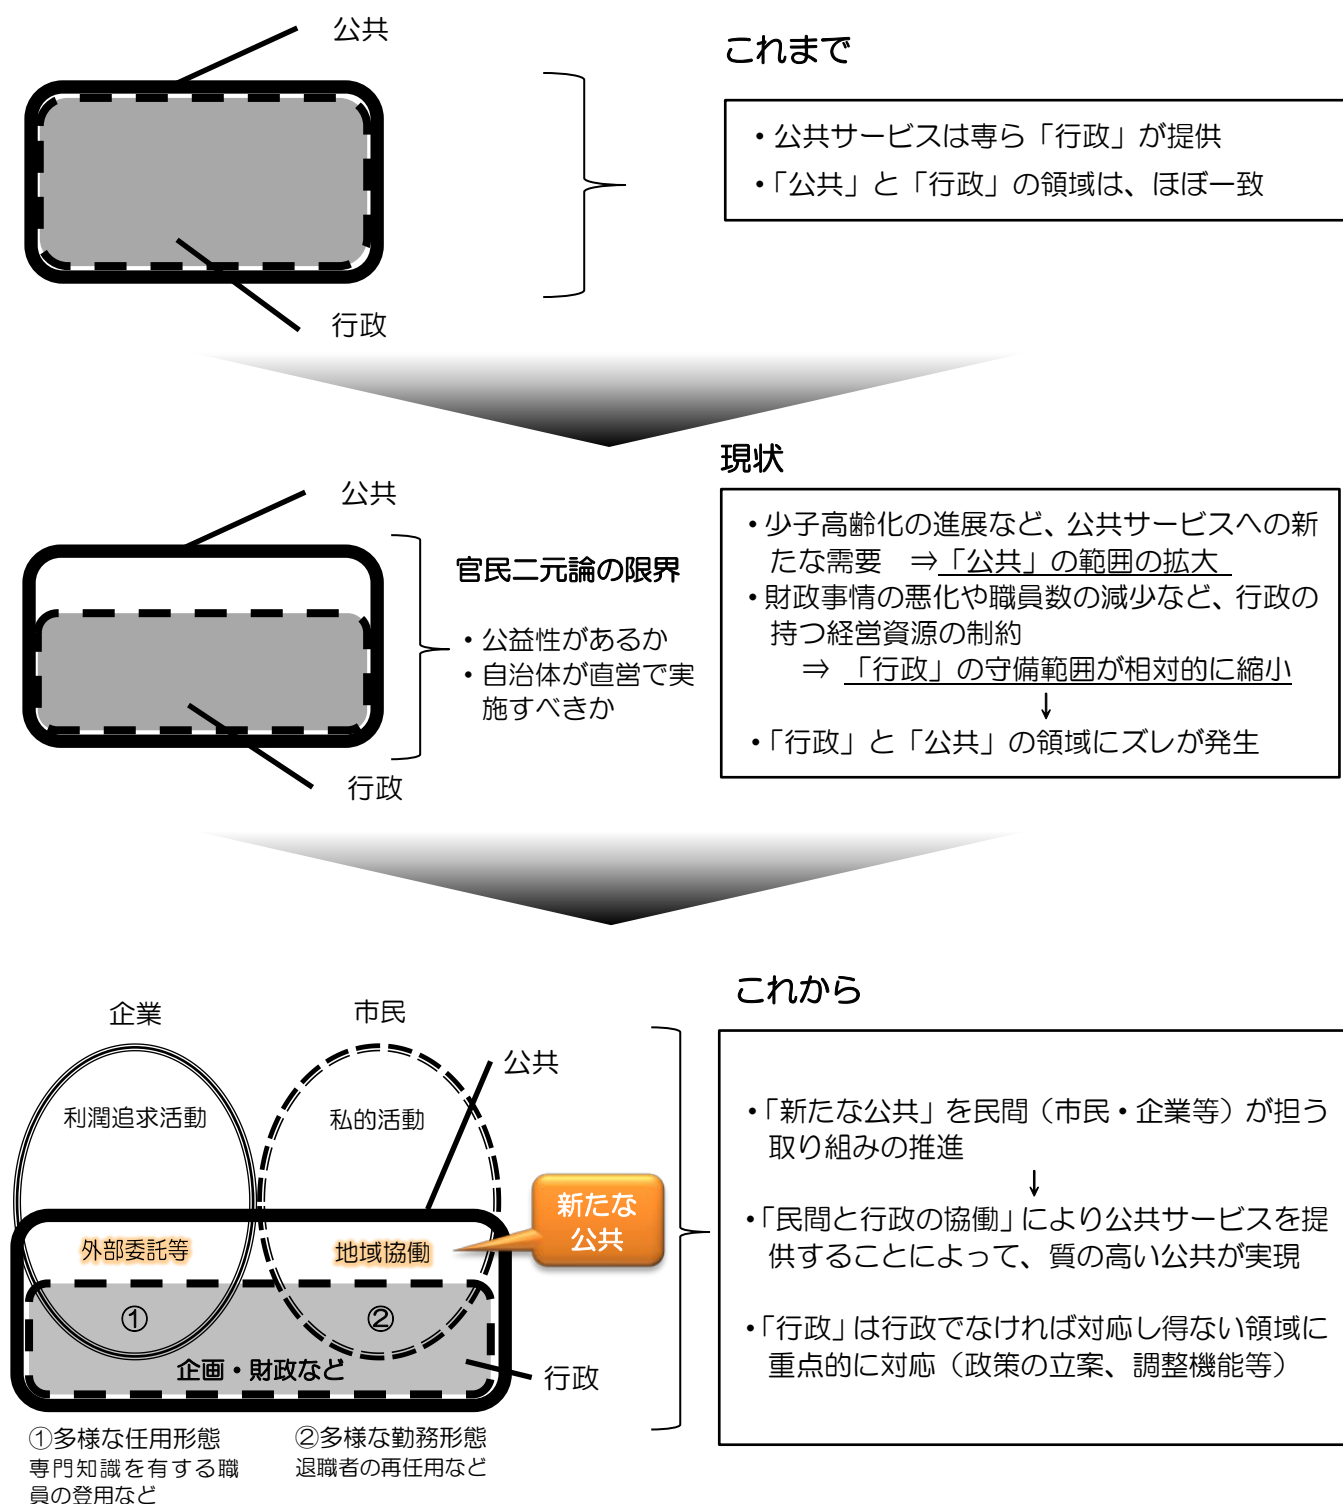 公共
これまで
・公共サービスは専ら「行政」が提供
・「公共」と「行政」の領域は、ほぼ一致
行政
現状
公共
官民二元論の限界
・公益性があるか
・自治体が直営で実
施すべきか
行政
・少子高齢化の進展など、公共サービスへの新
たな需要　⇒「公共」の範囲の拡大
・財政事情の悪化や職員数の減少など、行政の
持つ経営資源の制約
⇒ 「行政」の守備範囲が相対的に縮小
↓
・「行政」と「公共」の領域にズレが発生
これから
企業
市民
公共
利潤追求活動
私的活動
新たな
公共
外部委託等
地域協働
①
②
企画・財政など
行政
①多様な任用形態
専門知識を有する職
員の登用など
②多様な勤務形態
退職者の再任用など
・「新たな公共」を民間（市民・企業等）が担う
取り組みの推進
↓
・「民間と行政の協働」により公共サービスを提
供することによって、質の高い公共が実現
・「行政」は行政でなければ対応し得ない領域に
重点的に対応（政策の立案、調整機能等）